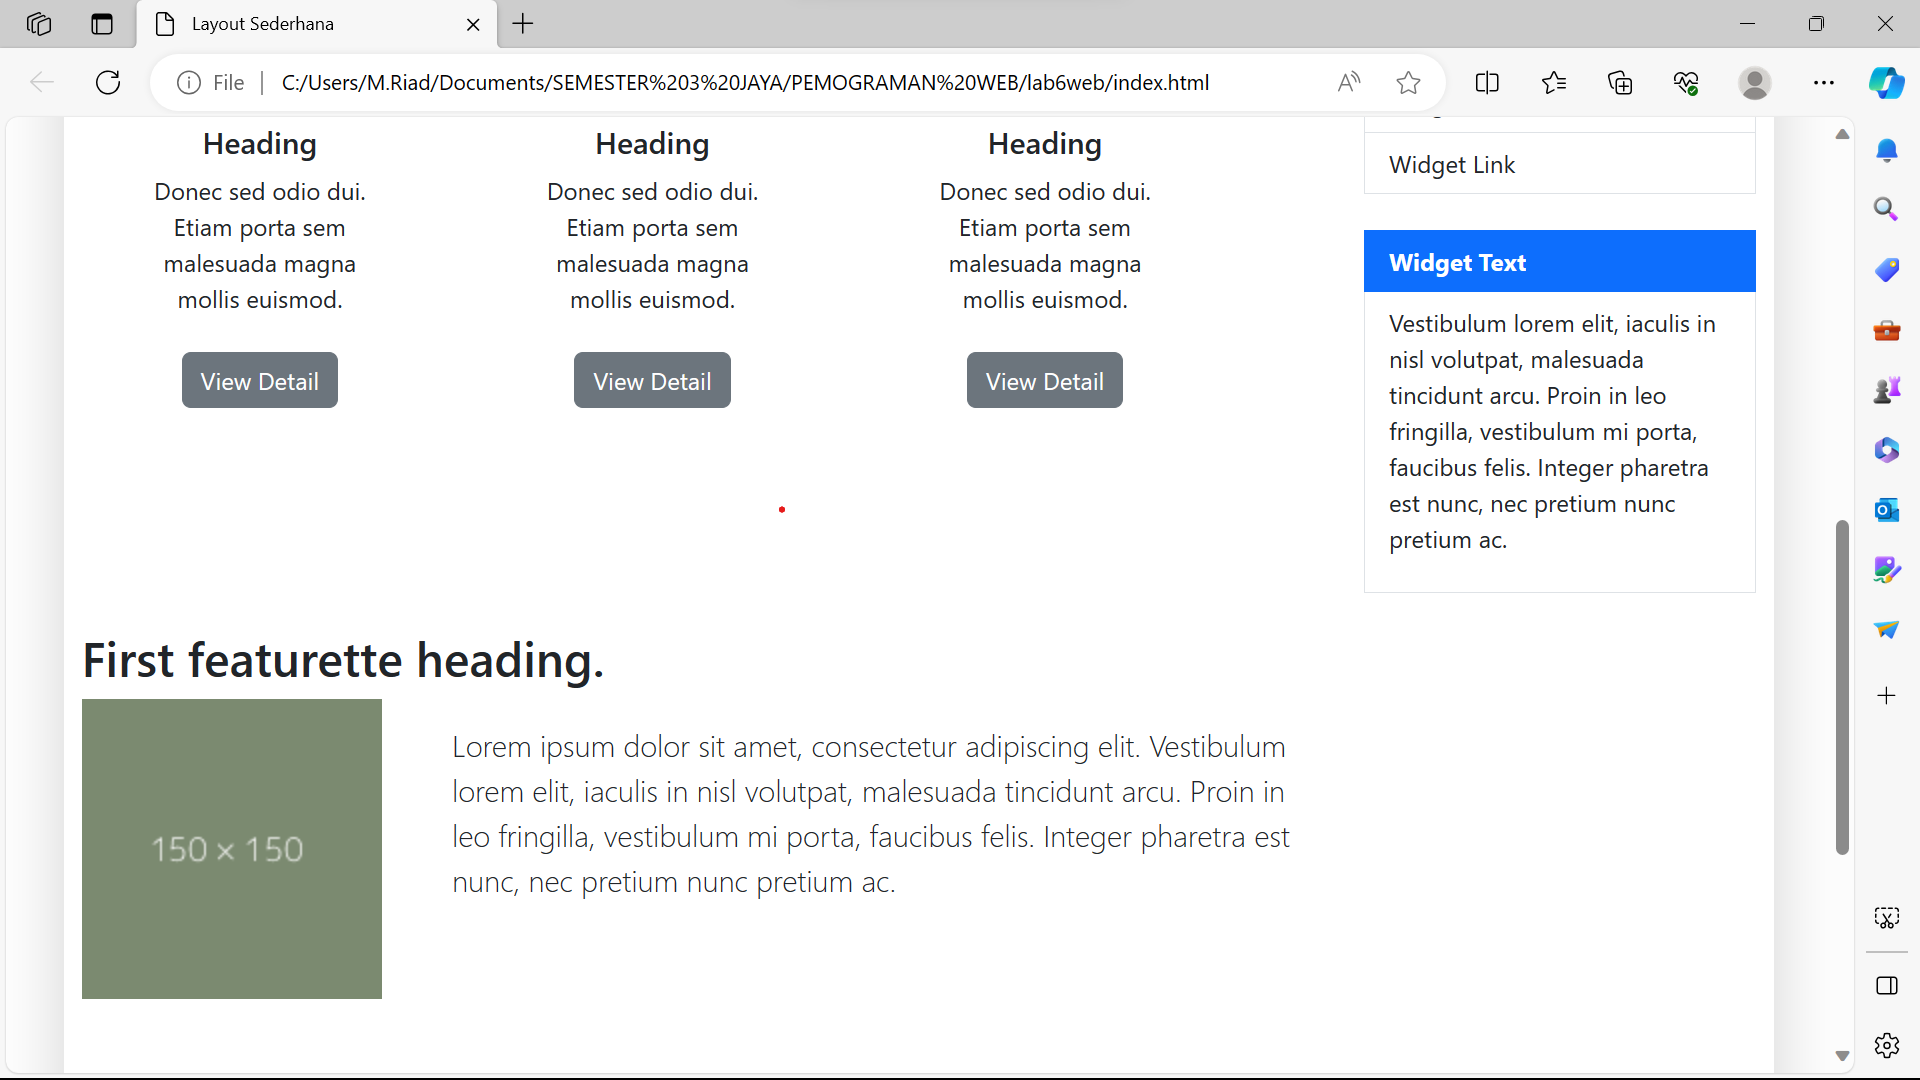 Layout Sederhana
File
C:/Users/M.Riad/Documents/SEMESTER%203%20JAYA/PEMOGRAMAN%20WEB/lab6web/index.html
Heading
Donec sed odio dui.
Etiam porta sem
malesuada magna
mollis euismod.
View Detail
Heading
Donec sed odio dui.
Etiam porta sem
malesuada magna
mollis euismod.
View Detail
Heading
Donec sed odio dui.
Etiam porta sem
malesuada magna
mollis euismod.
View Detail
Widget Link
Widget Text
Vestibulum lorem elit, iaculis in
nisl volutpat, malesuada
tincidunt arcu. Proin in leo
fringilla, vestibulum mi porta,
faucibus felis. Integer pharetra
est nunc, nec pretium nunc
pretium ac.
First featurette heading.
150 × 150
Lorem ipsum dolor sit amet, consectetur adipiscing elit. Vestibulum
lorem elit, iaculis in nisl volutpat, malesuada tincidunt arcu. Proin in
leo fringilla, vestibulum mi porta, faucibus felis. Integer pharetra est
nunc, nec pretium nunc pretium ac.